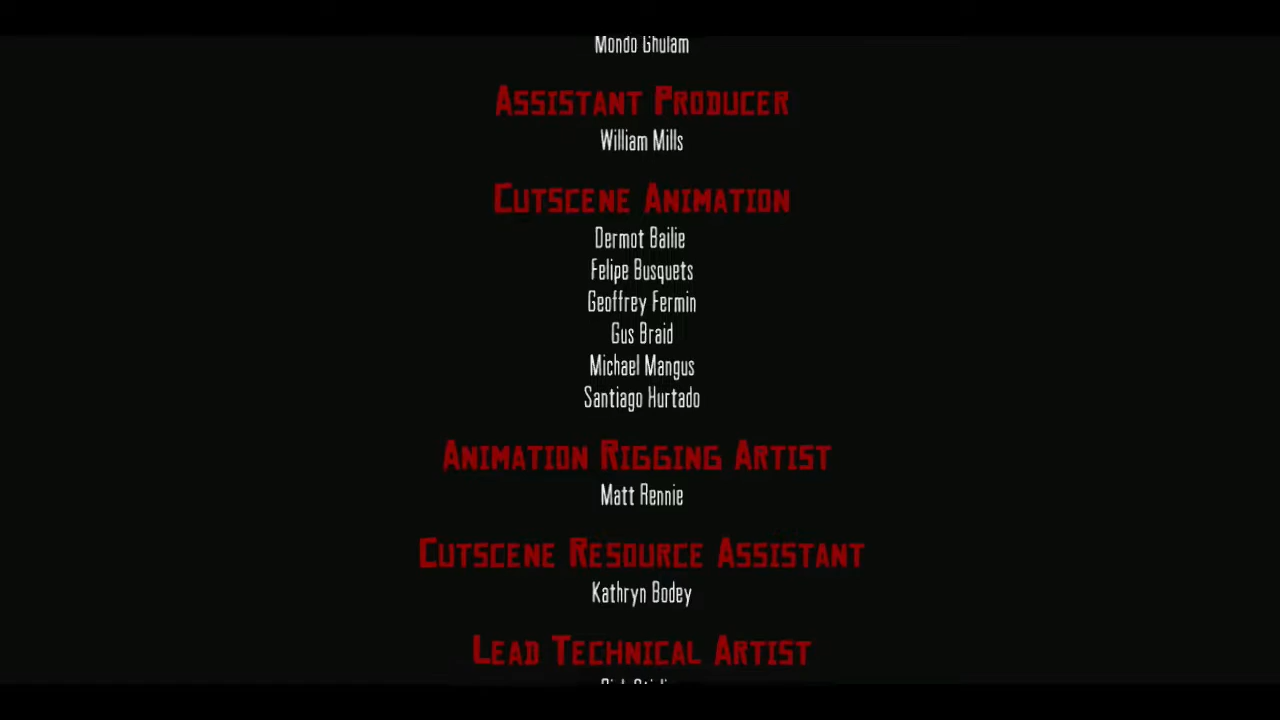 Mondo Ghulam
Assistant Producer
William Mills
Cutscene Animation
Dermot Bailie
Felipe Busquets
Geoffrey Fermin
Gus Braid
Michael Mangus
Santiago Hurtado
Animation Rigging Artist
Matt Rennie
Cutscene Resource Assistant
Kathryn Bodey
Lead Technical Artist